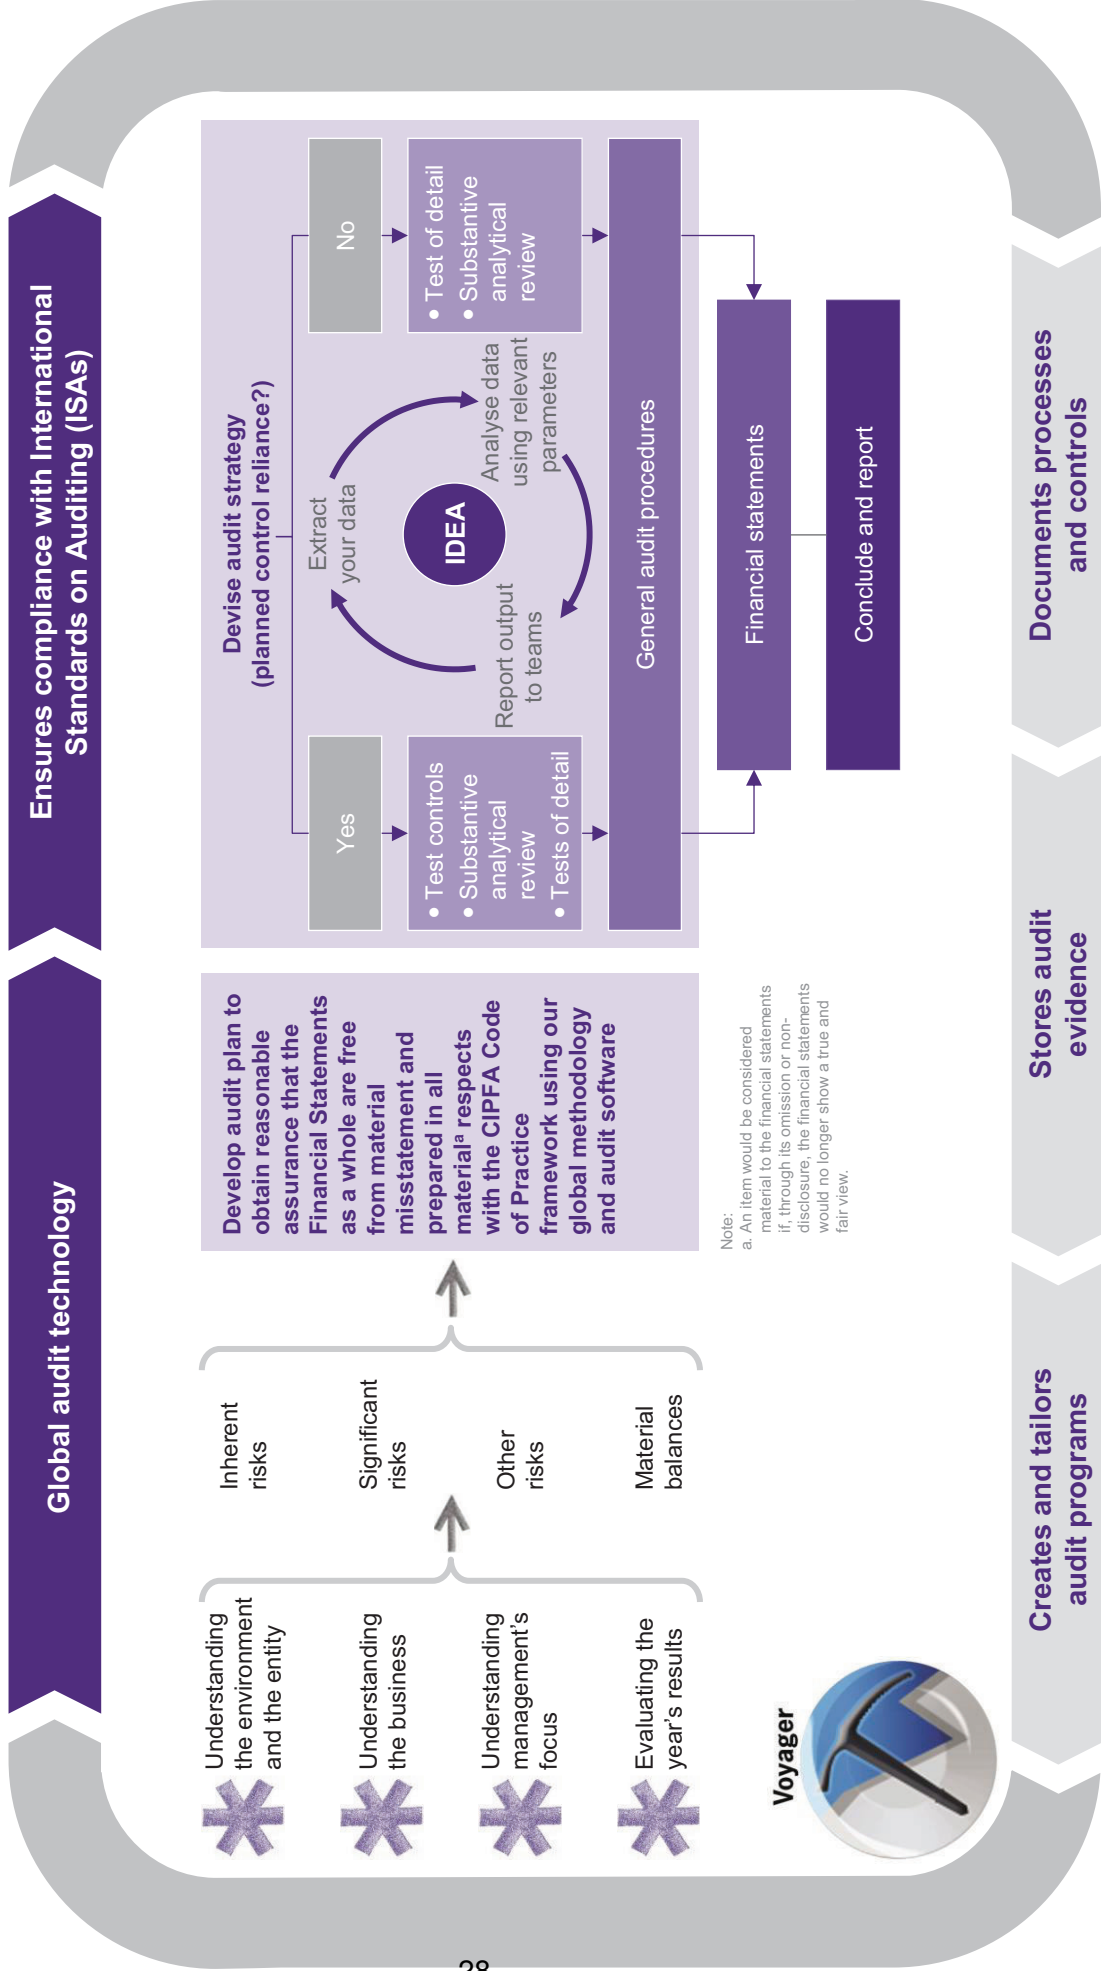 Global audit technology
Ensures compliance with International
Standards on Auditing (ISAs)
Understanding
the environment
and the entity
Understanding
the business
Understanding
management's
focus
Evaluating the
year's results
Inherent
risks
Significant
risks
Other
risks
Material
balances
Develop audit plan to
obtain reasonable
assurance that the
Financial Statements
as a whole are free
from material
misstatement and
prepared in all
materialᵃ respects
with the CIPFA Code
of Practice
framework using our
global methodology
and audit software
Note:
a. An item would be considered
material to the financial statements
if, through its omission or non-
disclosure, the financial statements
would no longer show a true and
fair view.
Devise audit strategy
(planned control reliance?)
Yes
No
• Test controls
• Substantive
analytical
review
• Tests of detail
Extract
your data
IDEA
Analyse data
using relevant
parameters
Report output
to teams
• Test of detail
• Substantive
analytical
review
General audit procedures
Financial statements
Conclude and report
Voyager
Creates and tailors
audit programs
Stores audit
evidence
Documents processes
and controls